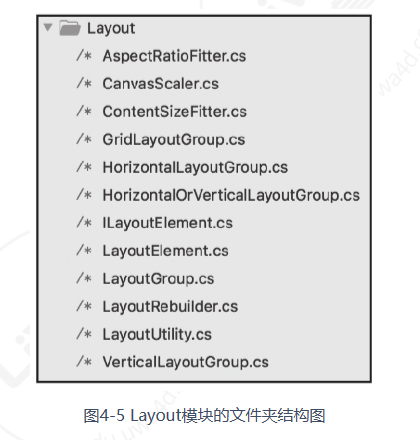 Layout
/* AspectRatioFitter.cs
/* CanvasScaler.cs
/* ContentSizeFitter.cs
/* GridLayoutGroup.cs
/* HorizontalLayoutGroup.cs
/* HorizontalOrVerticalLayoutGroup.cs
/* ILayoutElement.cs
/* LayoutElement.cs
/* LayoutGroup.cs
/* LayoutRebuilder.cs
/* LayoutUtility.cs
/* VerticalLayoutGroup.cs
图4-5 Layout模块的文件夹结构图